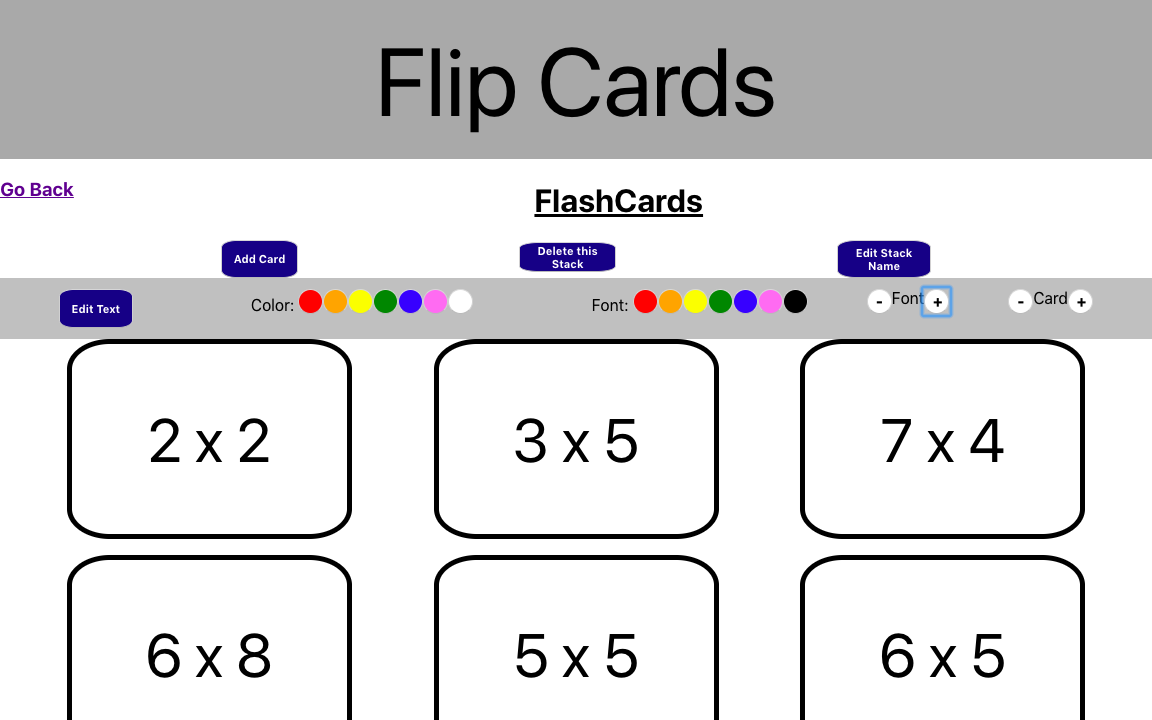 Flip Cards
Go Back
FlashCards
Add Card
Delete this
Stack
Edit Stack
Name
Edit Text
Color:
Font:
- Font +
- Card +
2 x 2
3 x 5
7 x 4
6 x 8
5 x 5
6 x 5